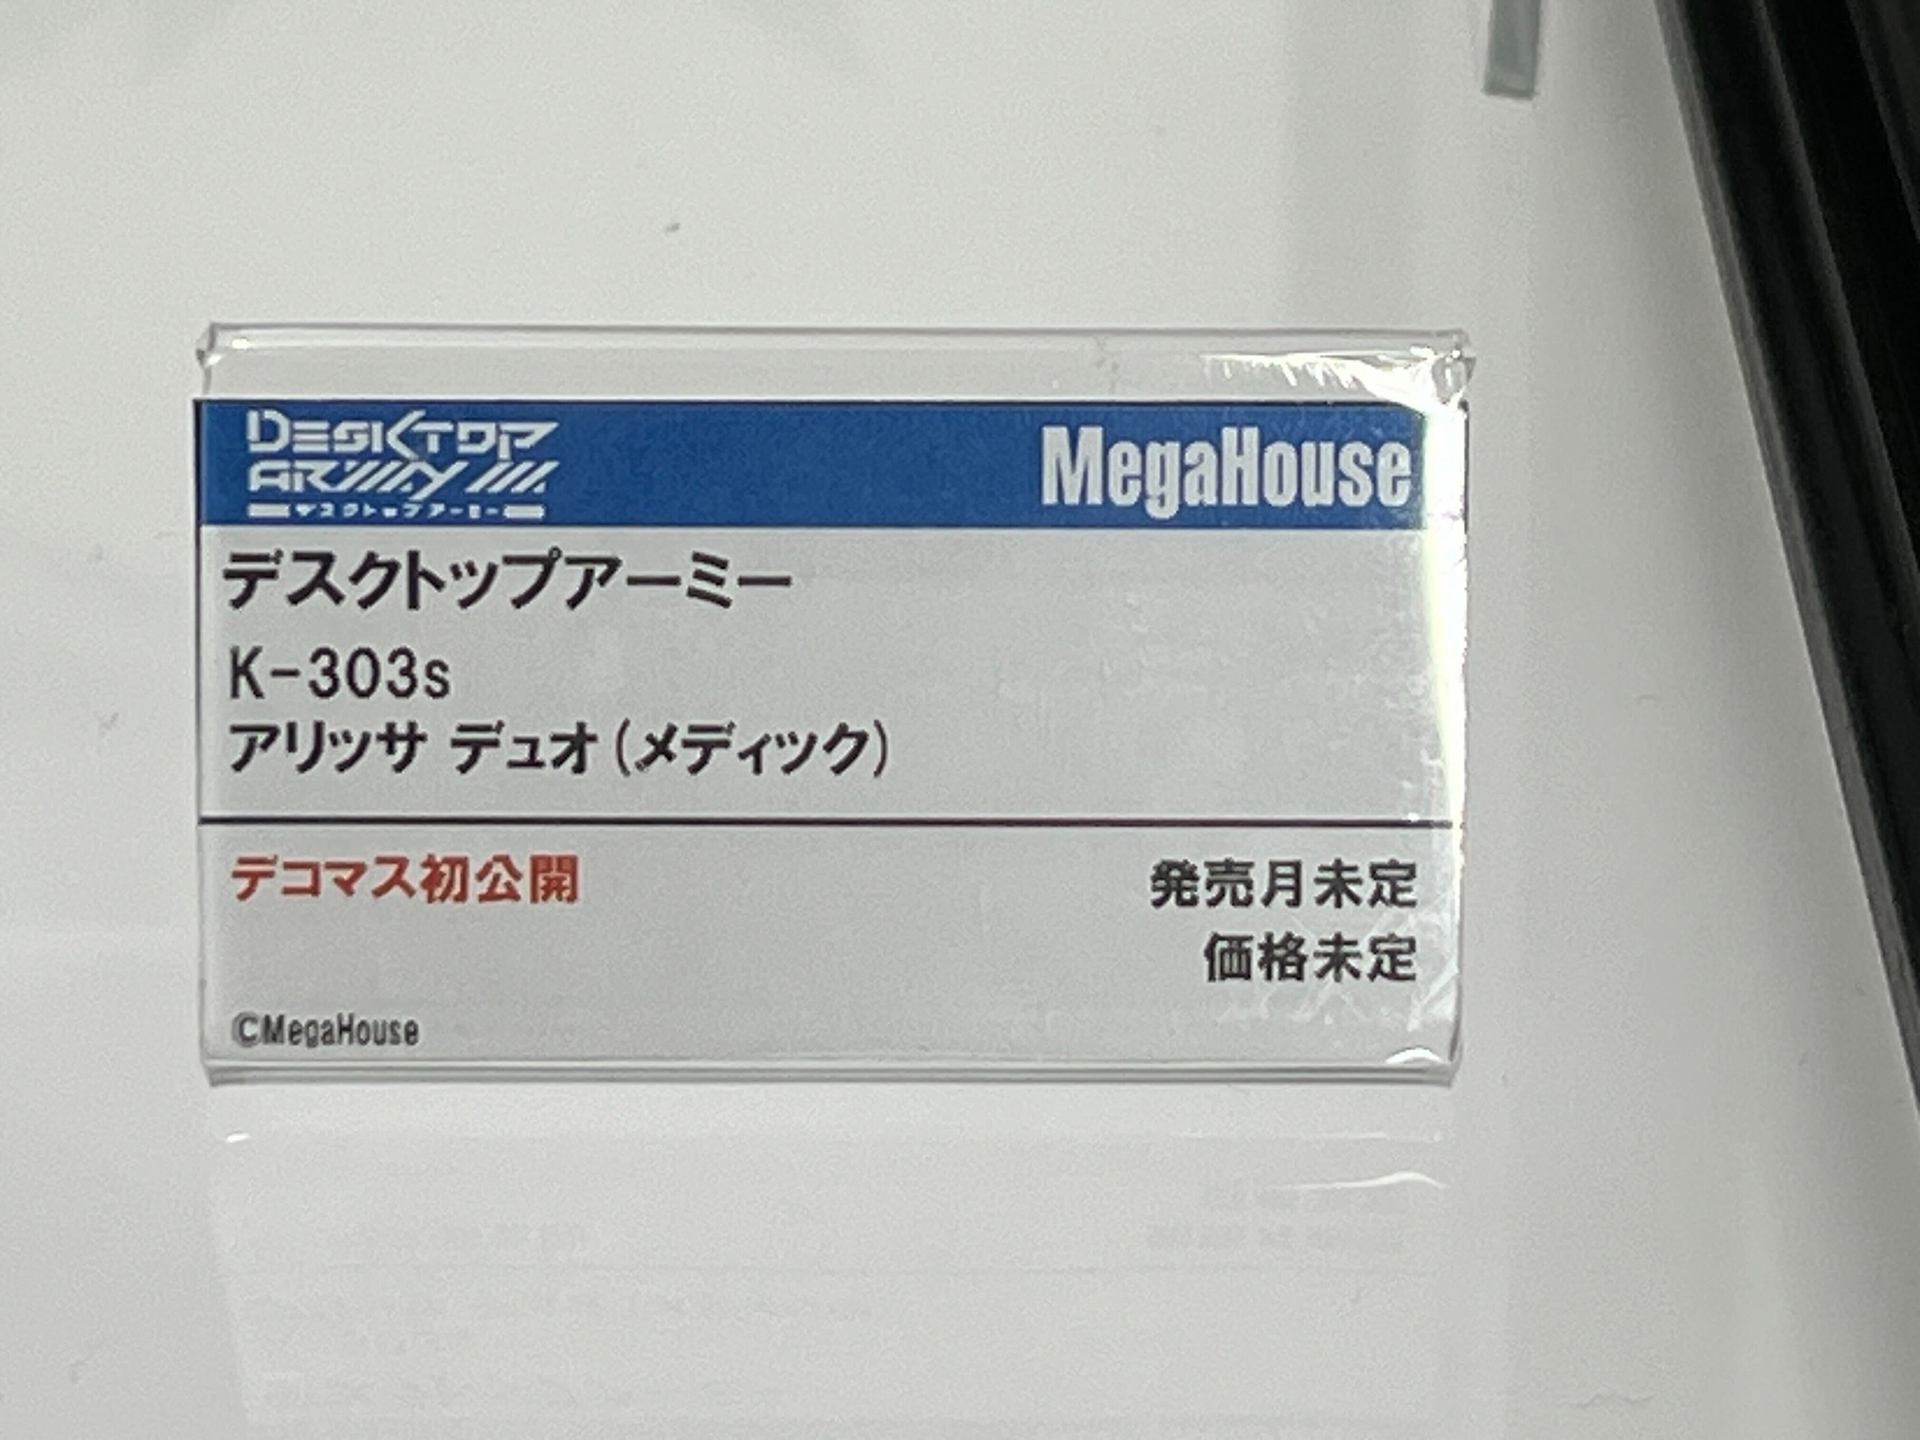 DESKTOP
ARMY
デスクトップアーミー
MegaHouse
デスクトップアーミー
K-303s
アリッサ デュオ(メディック)
デコマス初公開
発売月未定
価格未定
©MegaHouse